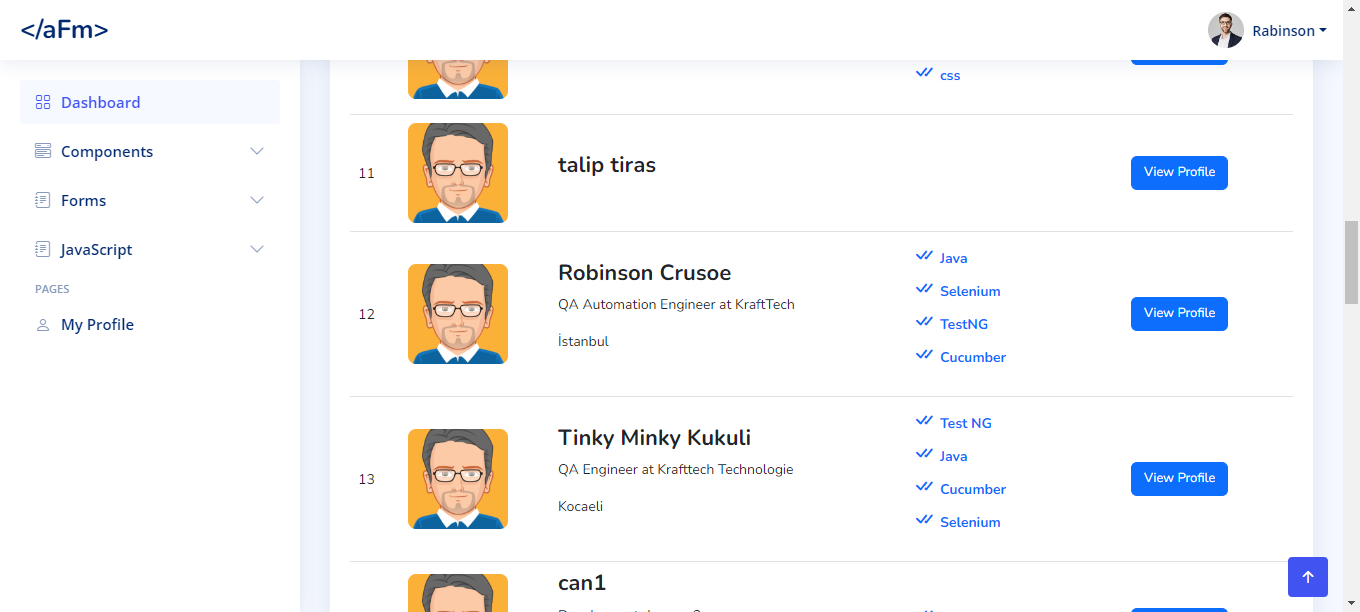 </aFm>
Rabinson
Dashboard
Components
Forms
JavaScript
PAGES
My Profile
css
11
talip tiras
View Profile
12
Robinson Crusoe
QA Automation Engineer at KraftTech
İstanbul
Java
Selenium
TestNG
Cucumber
View Profile
13
Tinky Minky Kukuli
QA Engineer at Krafttech Technologie
Kocaeli
Test NG
Java
Cucumber
Selenium
View Profile
can1